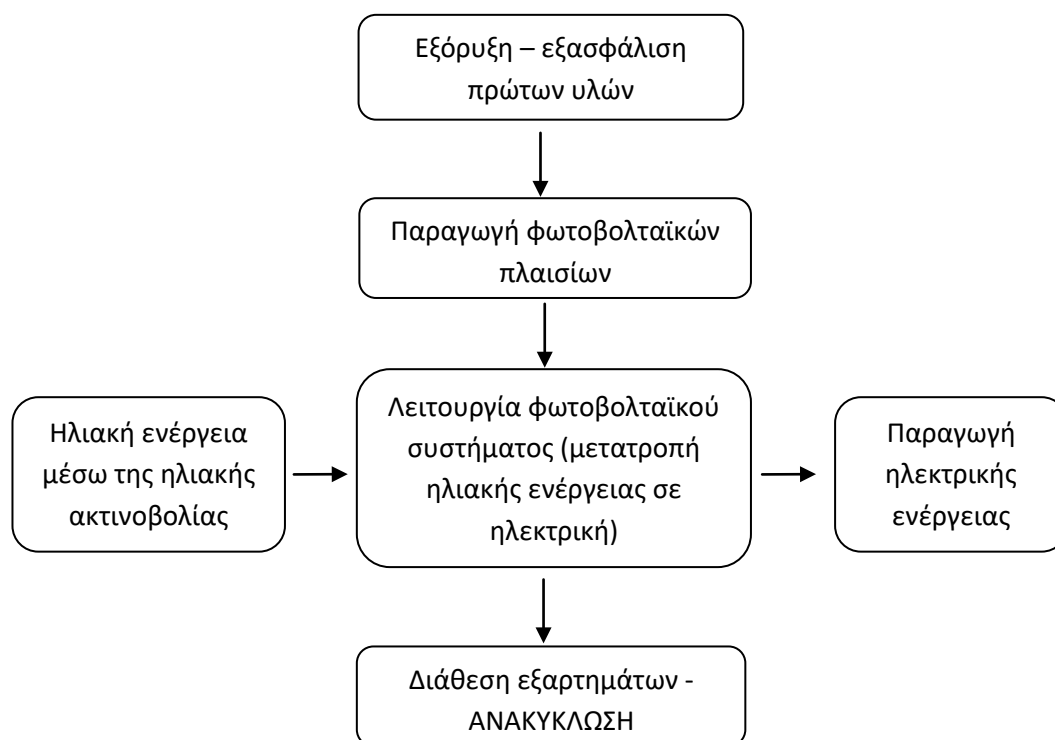 Εξόρυξη – εξασφάλιση
πρώτων υλών
Παραγωγή φωτοβολταϊκών
πλαισίων
Ηλιακή ενέργεια
μέσω της ηλιακής
ακτινοβολίας
Λειτουργία φωτοβολταϊκού
συστήματος (μετατροπή
ηλιακής ενέργειας σε
ηλεκτρική)
Παραγωγή
ηλεκτρικής
ενέργειας
Διάθεση εξαρτημάτων -
ΑΝΑΚΥΚΛΩΣΗ